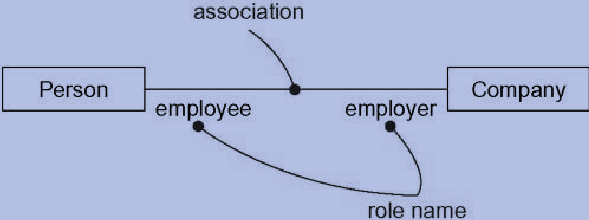 association
Person
Company
employee
employer
role name